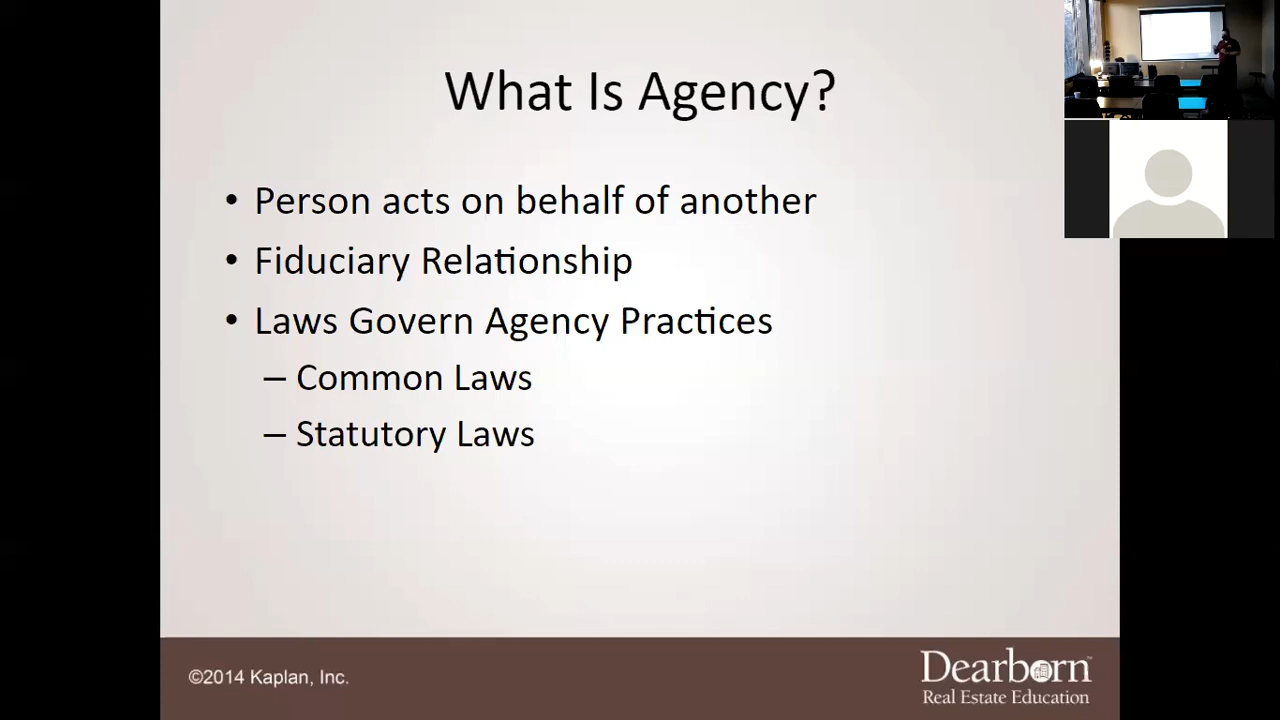 What Is Agency?
• Person acts on behalf of another
• Fiduciary Relationship
• Laws Govern Agency Practices
– Common Laws
– Statutory Laws
©2014 Kaplan, Inc.
Dearborn™
Real Estate Education